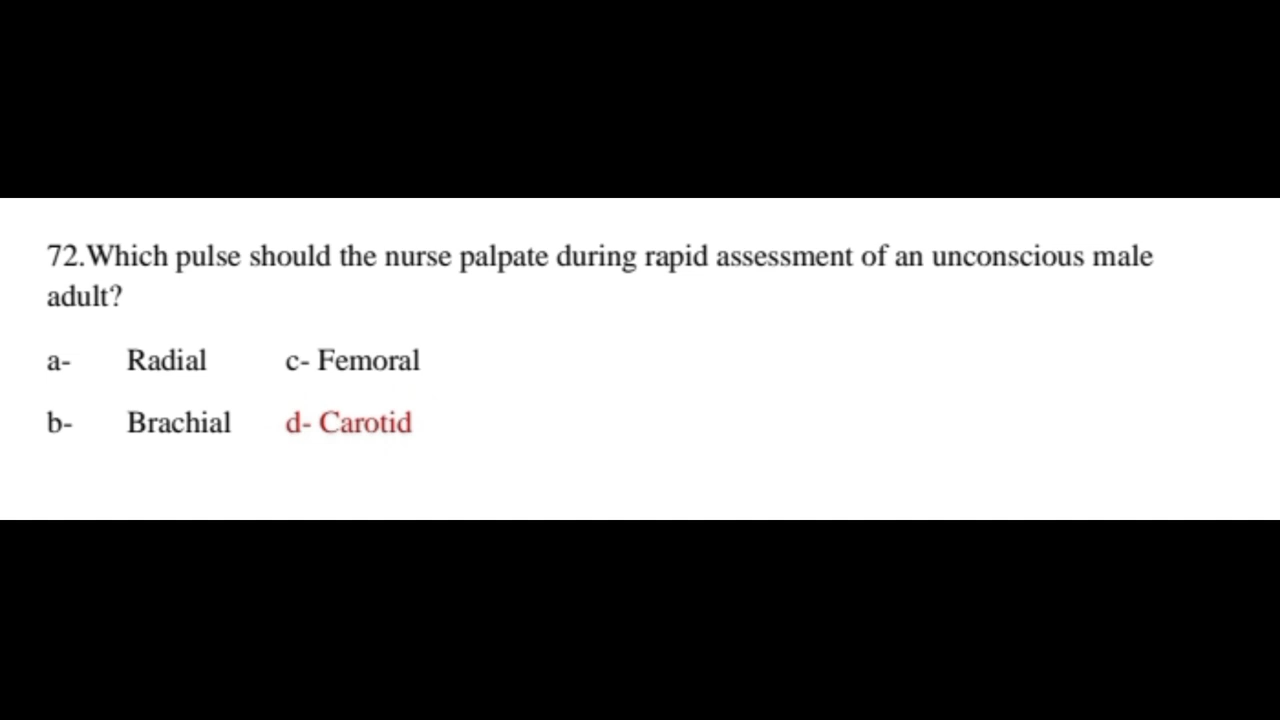 72.Which pulse should the nurse palpate during rapid assessment of an unconscious male
adult?
a- Radial c- Femoral
b- Brachial d- Carotid